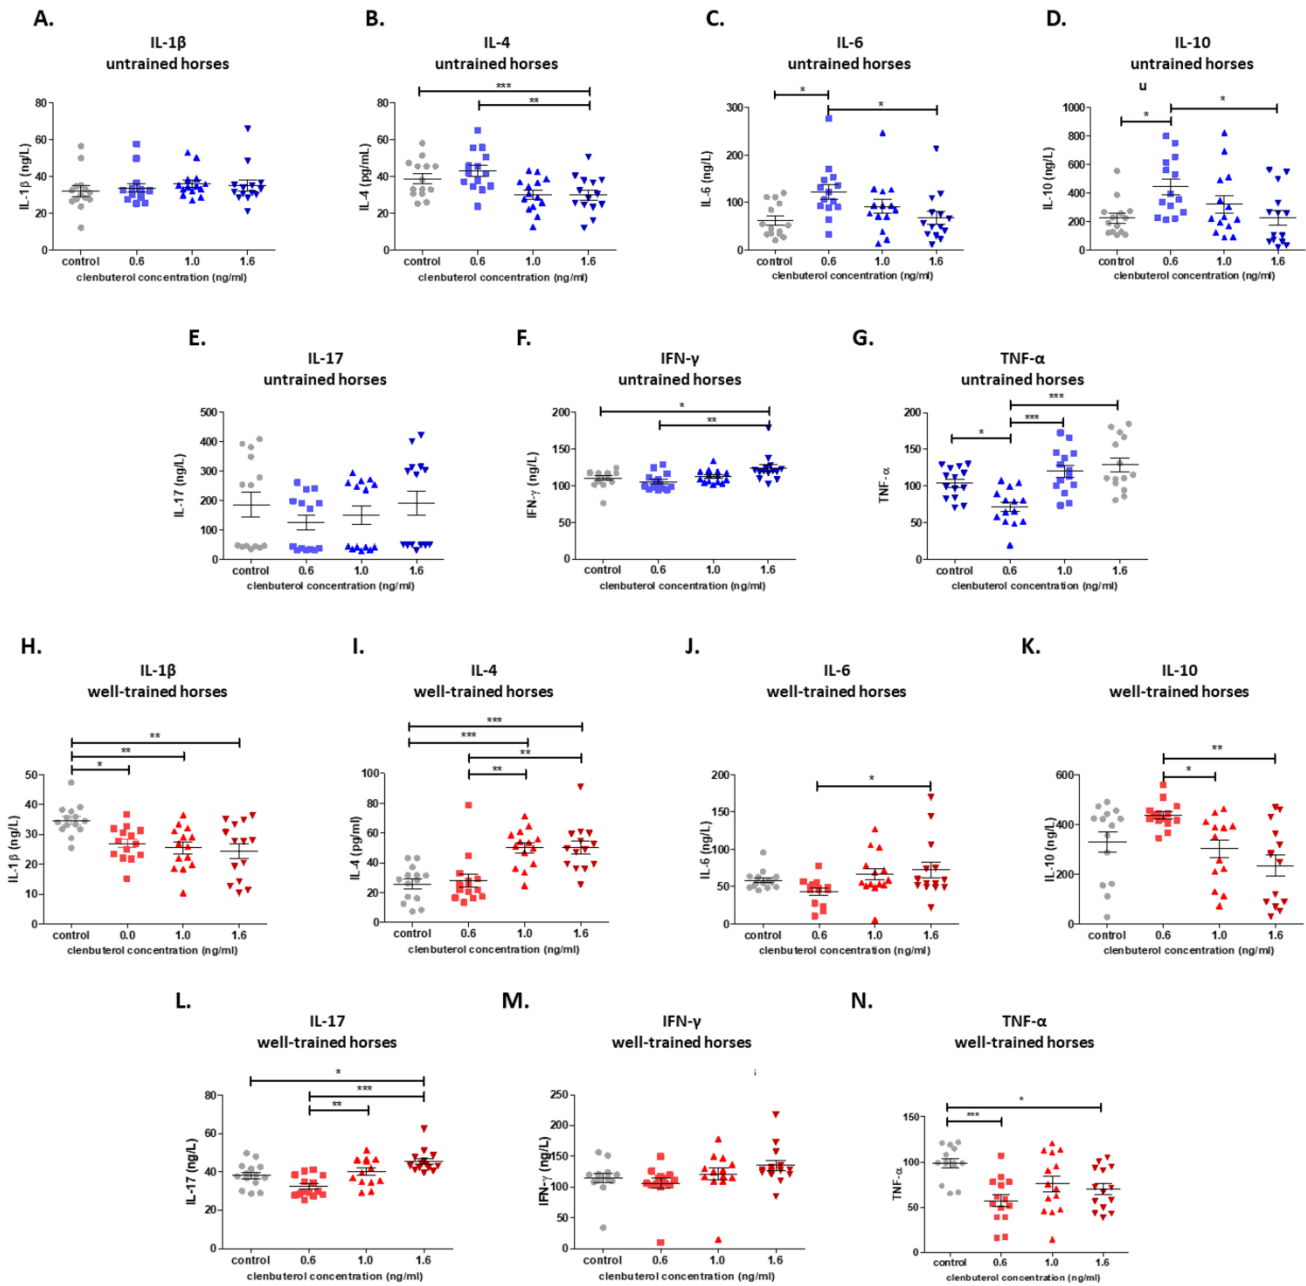 A.
IL-1β
untrained horses
IL-1β (ng/L)
80
60
40
20
0
control 0.6 1.0 1.6
clenbuterol concentration (ng/ml)
B.
IL-4
untrained horses
***
**
IL-4 (pg/mL)
80
60
40
20
0
control 0.6 1.0 1.6
clenbuterol concentration (ng/ml)
C.
IL-6
untrained horses
*
*
IL-6 (ng/L)
300
200
100
0
control 0.6 1.0 1.6
clenbuterol concentration (ng/ml)
D.
IL-10
untrained horses
u
*
*
IL-10 (ng/L)
1000
800
600
400
200
0
control 0.6 1.0 1.6
clenbuterol concentration (ng/ml)
E.
IL-17
untrained horses
IL-17 (ng/L)
500
400
300
200
100
0
control 0.6 1.0 1.6
clenbuterol concentration (ng/ml)
F.
IFN-γ
untrained horses
*
**
IFN-γ (ng/L)
200
150
100
50
0
control 0.6 1.0 1.6
clenbuterol concentration (ng/ml)
G.
TNF-α
untrained horses
***
***
*
TNF-α
200
150
100
50
0
control 0.6 1.0 1.6
clenbuterol concentration (ng/ml)
H.
IL-1β
well-trained horses
**
**
*
IL-1β (ng/L)
50
40
30
20
10
0
control 0.0 1.0 1.6
clenbuterol concentration (ng/ml)
I.
IL-4
well-trained horses
***
***
**
**
IL-4 (pg/ml)
100
80
60
40
20
0
control 0.6 1.0 1.6
clenbuterol concentration (ng/ml)
J.
IL-6
well-trained horses
*
IL-6 (ng/L)
200
150
100
50
0
control 0.6 1.0 1.6
clenbuterol concentration (ng/ml)
K.
IL-10
well-trained horses
**
*
IL-10 (ng/L)
600
400
200
0
control 0.6 1.0 1.6
clenbuterol concentration (ng/ml)
L.
IL-17
well-trained horses
*
***
**
IL-17 (ng/L)
80
60
40
20
0
control 0.6 1.0 1.6
clenbuterol concentration (ng/ml)
M.
IFN-γ
well-trained horses
IFN-γ (ng/L)
250
200
150
100
50
0
control 0.6 1.0 1.6
clenbuterol concentration (ng/ml)
N.
TNF-α
well-trained horses
*
***
TNF-α
150
100
50
0
control 0.6 1.0 1.6
clenbuterol concentration (ng/ml)